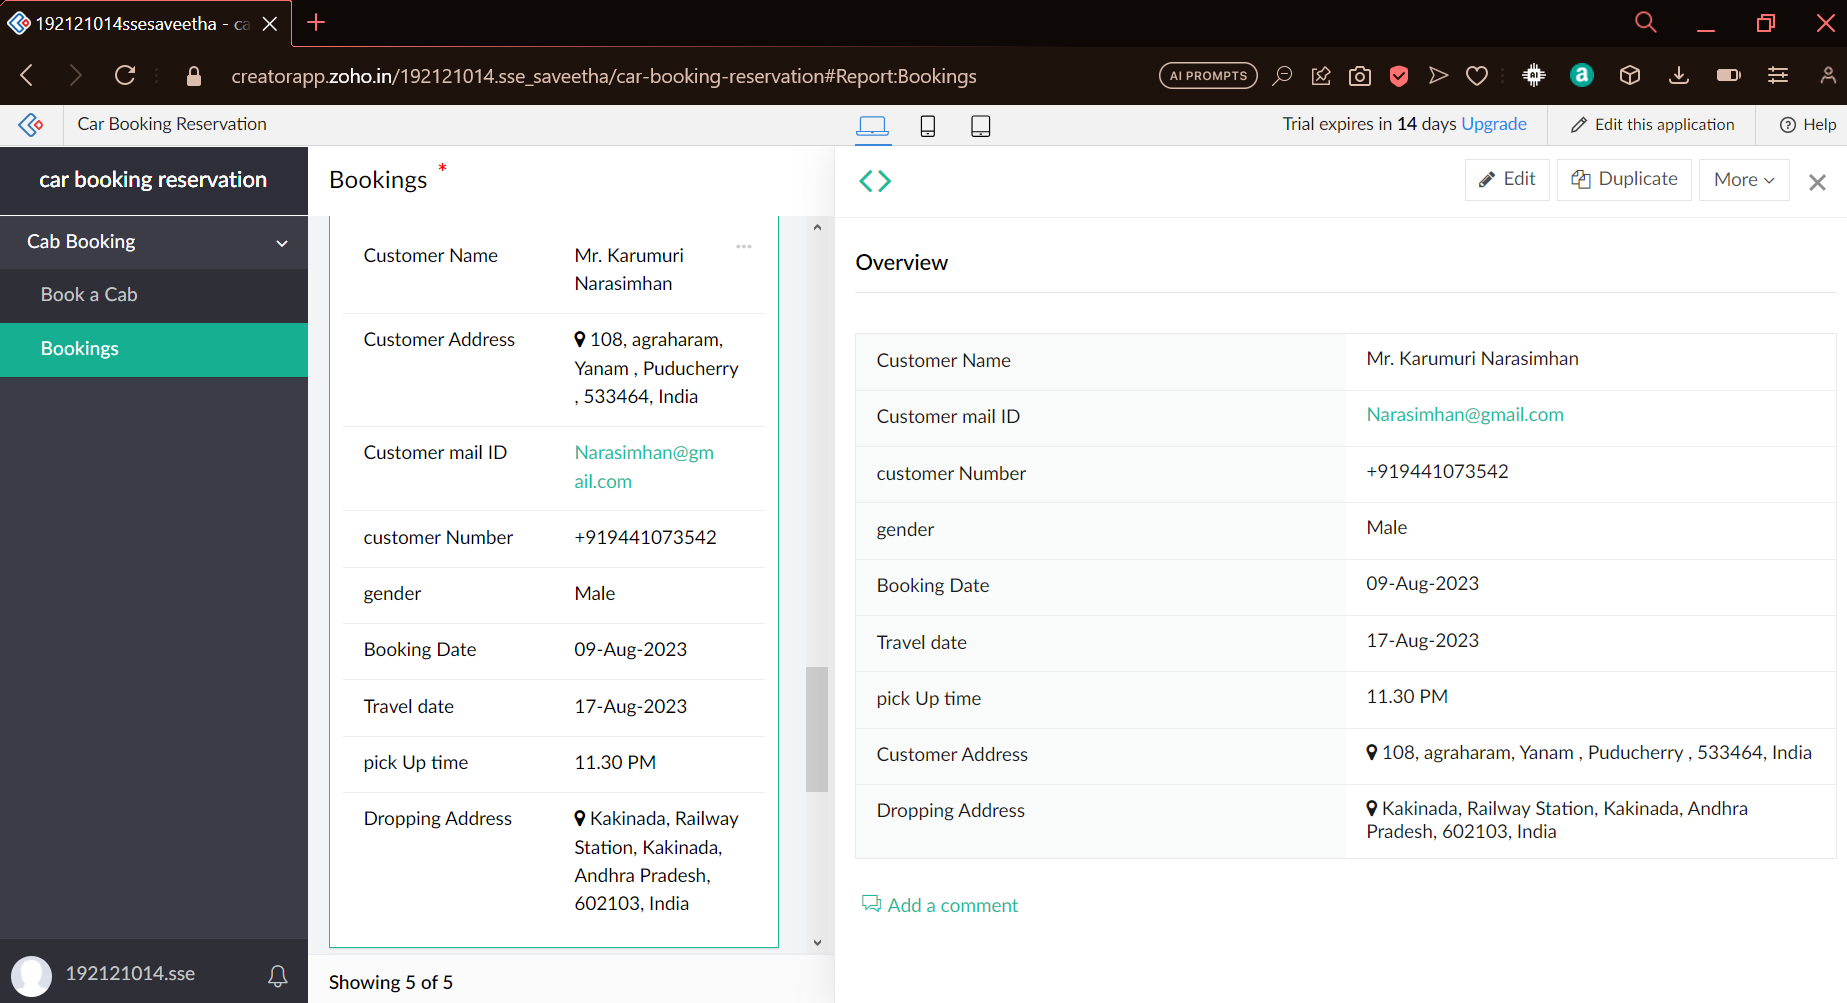 192121014ssesaveetha - ca
creatorapp.zoho.in/192121014.sse_saveetha/car-booking-reservation#Report:Bookings
AI PROMPTS
AI
a
Car Booking Reservation
Trial expires in 14 days Upgrade
Edit this application
Help
car booking reservation
Cab Booking
Book a Cab
Bookings
192121014.sse
Bookings *
Customer Name
Mr. Karumuri
Narasimhan
Customer Address
108, agraharam,
Yanam , Puducherry
, 533464, India
Customer mail ID
Narasimhan@gm
ail.com
customer Number
+919441073542
gender
Male
Booking Date
09-Aug-2023
Travel date
17-Aug-2023
pick Up time
11.30 PM
Dropping Address
Kakinada, Railway
Station, Kakinada,
Andhra Pradesh,
602103, India
Showing 5 of 5
Edit
Duplicate
More
Overview
Customer Name
Mr. Karumuri Narasimhan
Customer mail ID
Narasimhan@gmail.com
customer Number
+919441073542
gender
Male
Booking Date
09-Aug-2023
Travel date
17-Aug-2023
pick Up time
11.30 PM
Customer Address
108, agraharam, Yanam , Puducherry , 533464, India
Dropping Address
Kakinada, Railway Station, Kakinada, Andhra
Pradesh, 602103, India
Add a comment